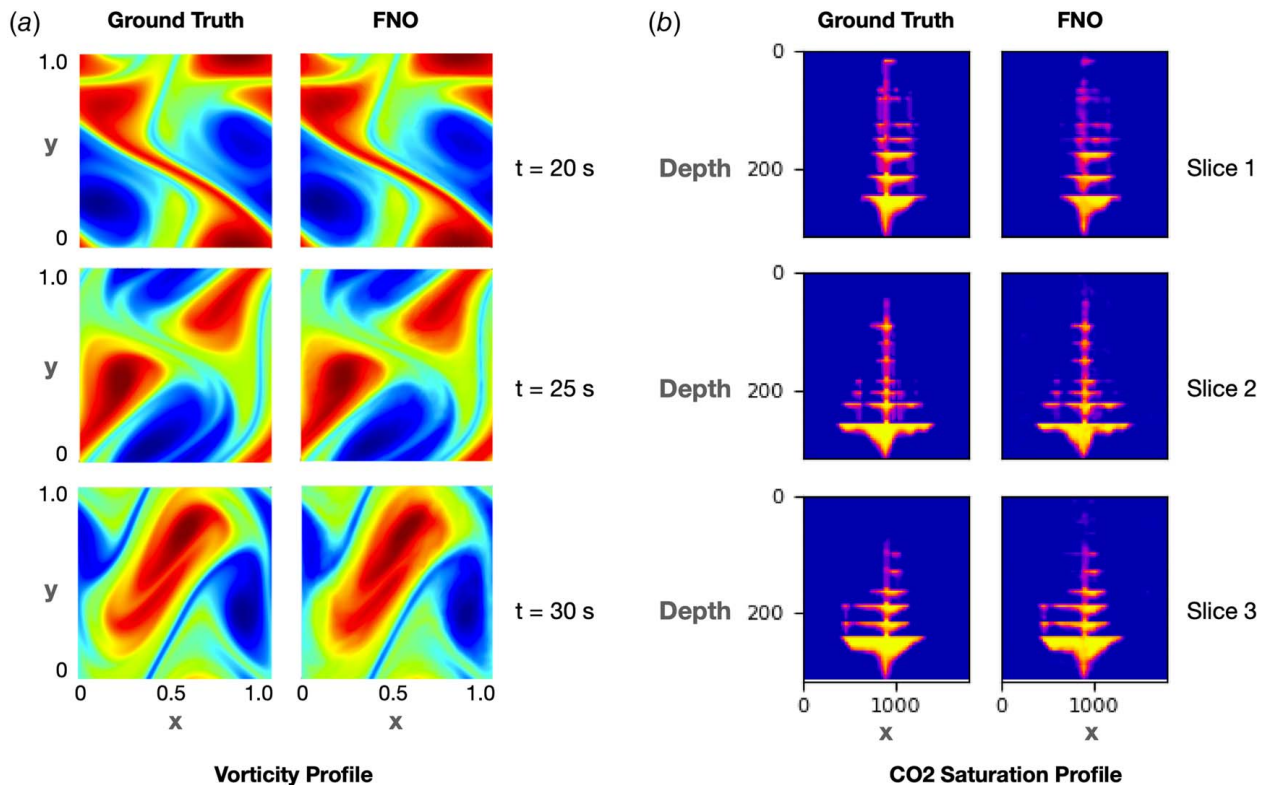 (a)
Ground Truth FNO
1.0
y
0
t = 20 s
y
0
t = 25 s
1.0
y
0
t = 30 s
0 0.5 1.0 0 0.5 1.0
x x
Vorticity Profile
(b)
Ground Truth FNO
0
Depth 200
Slice 1
0
Depth 200
Slice 2
0
Depth 200
Slice 3
0 1000 0 1000
x x
CO2 Saturation Profile